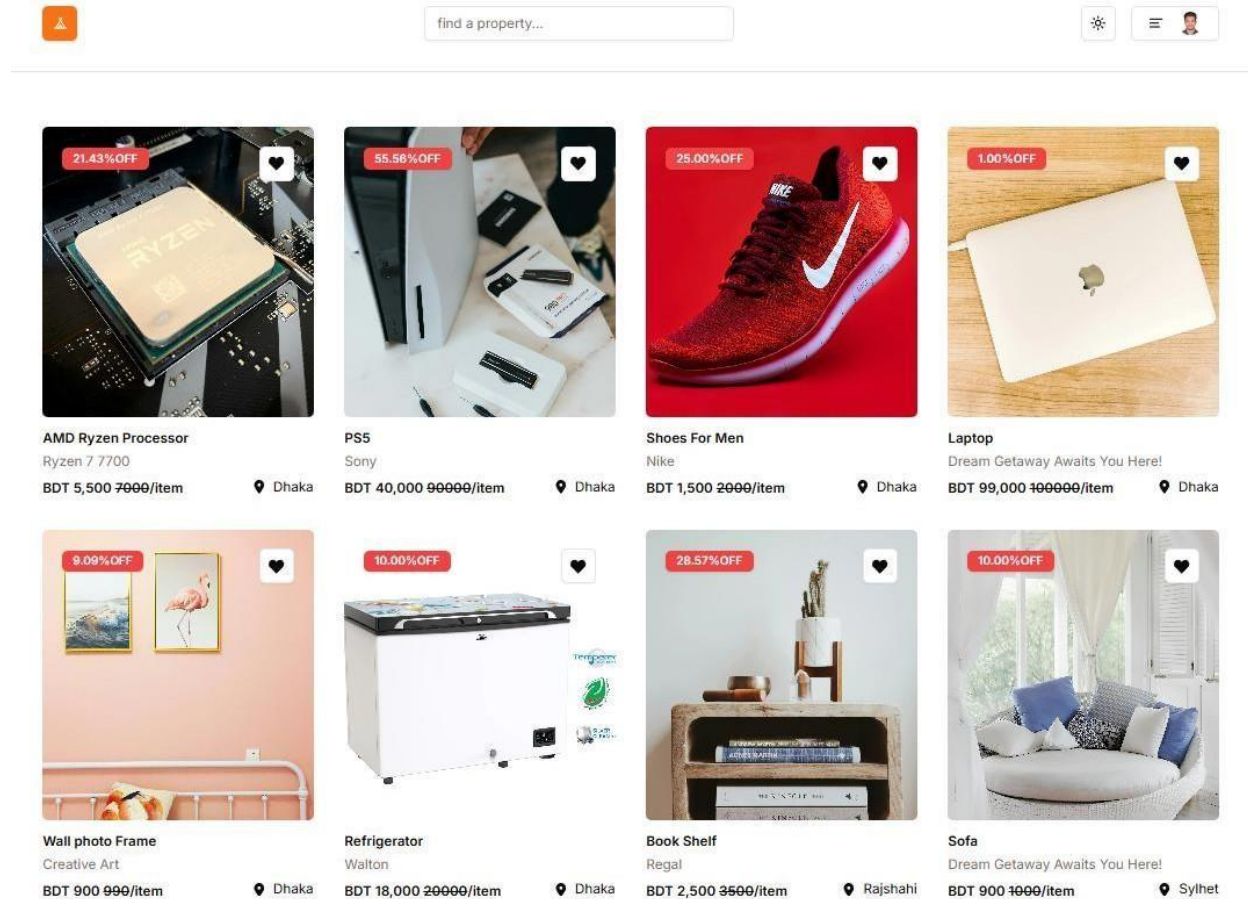 find a property...
21.43%OFF
55.56%OFF
25.00%OFF
1.00%OFF
RYZEN
980 PRO
NIKE
AMD Ryzen Processor
Ryzen 7 7700
BDT 5,500 7000/item
Dhaka
PS5
Sony
BDT 40,000 90000/item
Dhaka
Shoes For Men
Nike
BDT 1,500 2000/item
Dhaka
Laptop
Dream Getaway Awaits You Here!
BDT 99,000 100000/item
Dhaka
9.09%OFF
10.00%OFF
28.57%OFF
10.00%OFF
Wall photo Frame
Creative Art
BDT 900 990/item
Dhaka
Refrigerator
Walton
BDT 18,000 20000/item
Dhaka
Book Shelf
Regal
BDT 2,500 3500/item
Rajshahi
Sofa
Dream Getaway Awaits You Here!
BDT 900 1000/item
Sylhet